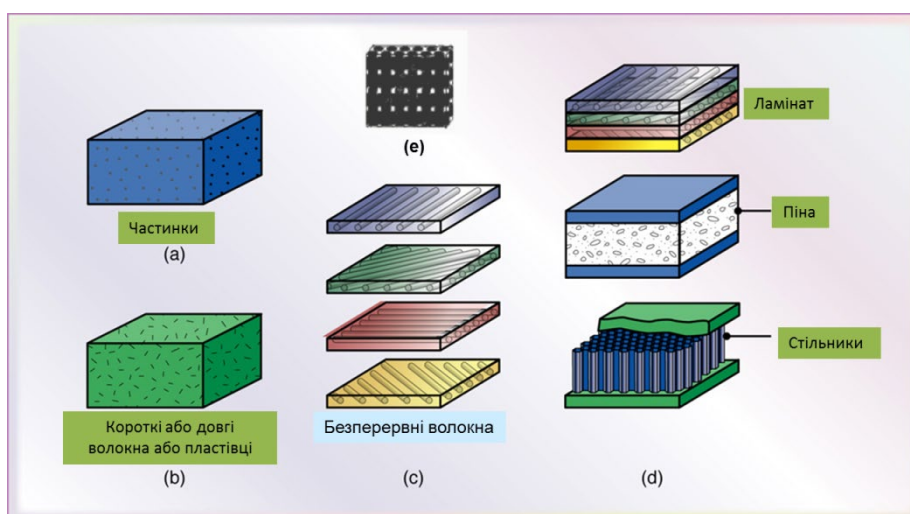 (e)
Ламінат
Частинки
(a)
Піна
Стільники
Короткі або довгі
волокна або пластівці
(b)
Безперервні волокна
(c)
(d)